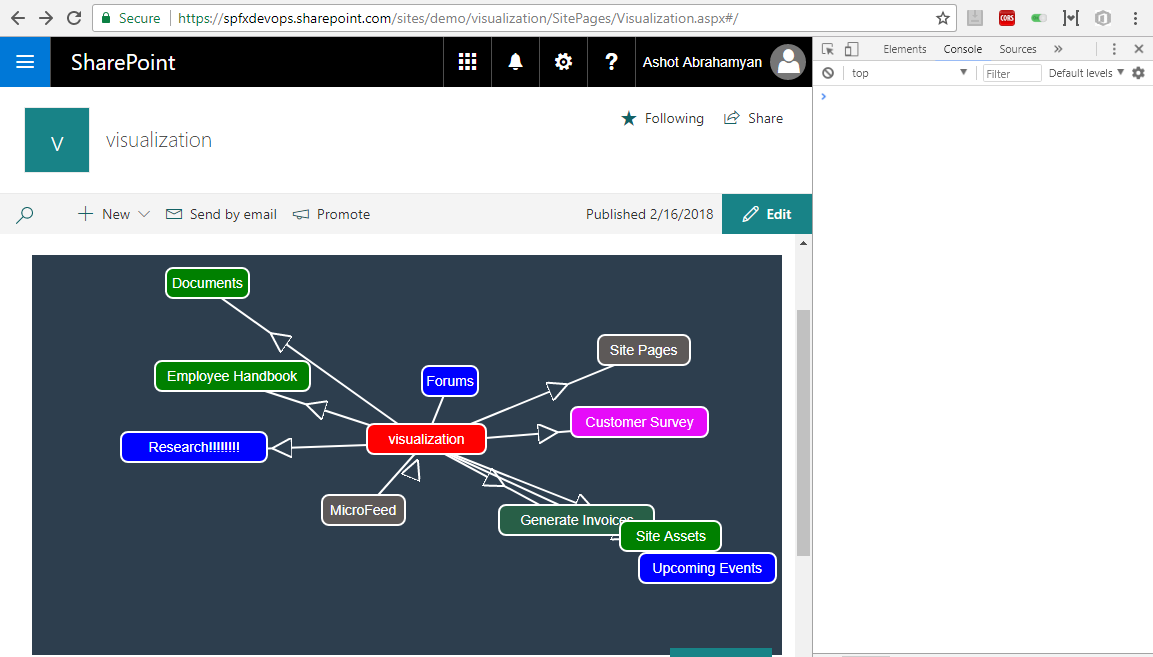 Secure https://spfxdevops.sharepoint.com/sites/demo/visualization/SitePages/Visualization.aspx#/
CORS
SharePoint
?
Ashot Abrahamyan
Elements Console Sources »
top Filter Default levels
V
visualization
Following Share
New Send by email Promote Published 2/16/2018 Edit
Documents
Site Pages
Employee Handbook
Forums
Customer Survey
visualization
Research!!!!!!!!
MicroFeed
Generate Invoices
Site Assets
Upcoming Events